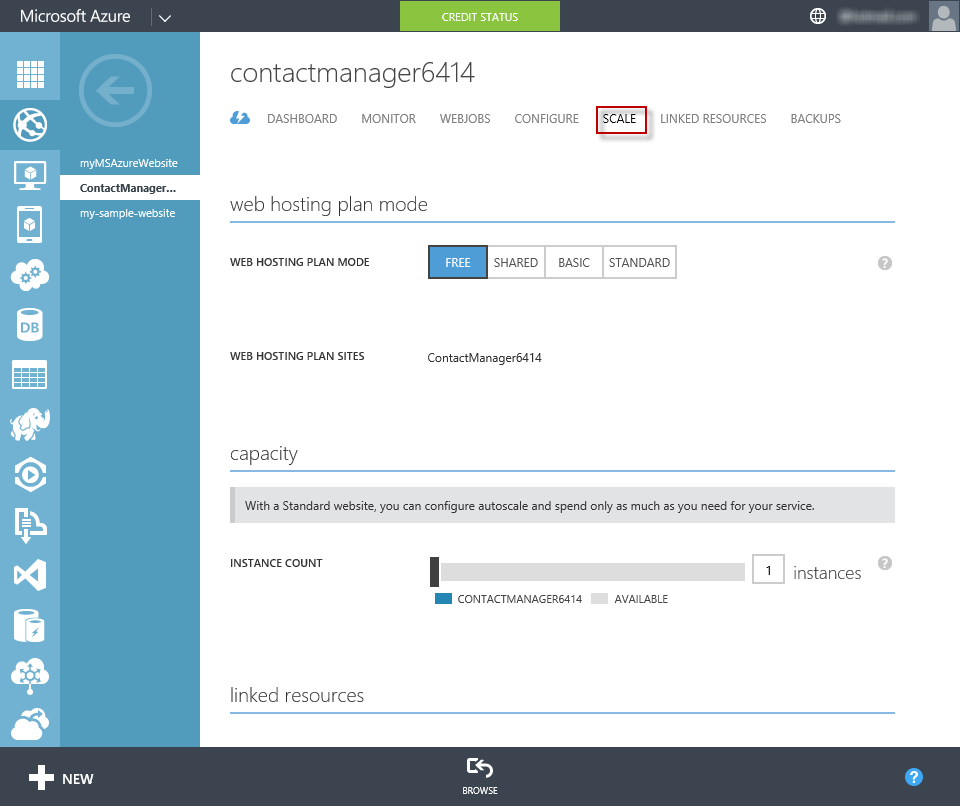 Microsoft Azure
CREDIT STATUS
myMSAzureWebsite
ContactManager...
my-sample-website
contactmanager6414
DASHBOARD MONITOR WEBJOBS CONFIGURE SCALE LINKED RESOURCES BACKUPS
web hosting plan mode
WEB HOSTING PLAN MODE FREE SHARED BASIC STANDARD ?
WEB HOSTING PLAN SITES ContactManager6414
capacity
With a Standard website, you can configure autoscale and spend only as much as you need for your service.
INSTANCE COUNT 1 instances ?
CONTACTMANAGER6414 AVAILABLE
linked resources
DB
NEW
BROWSE
?